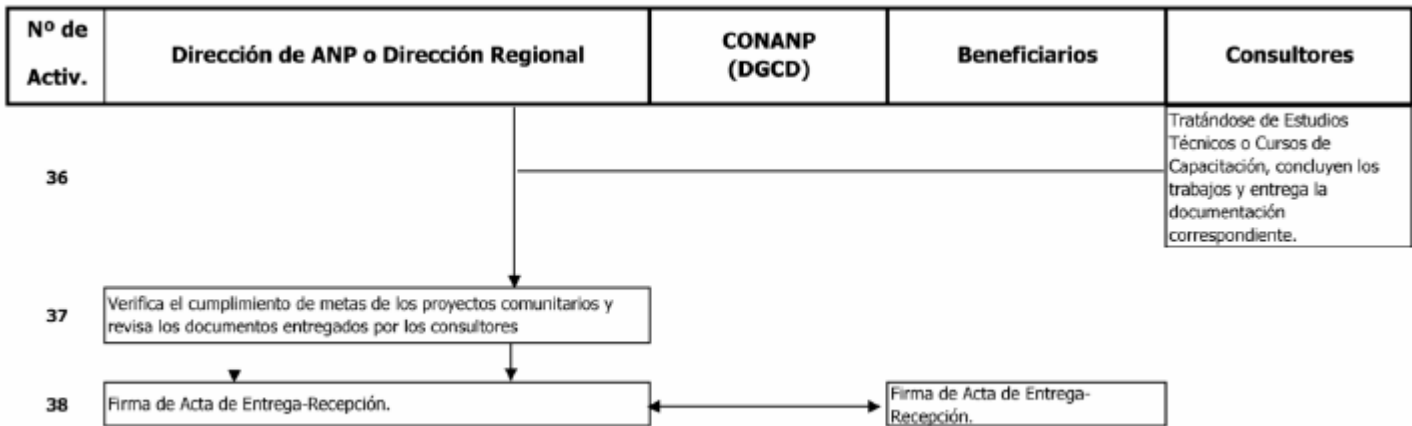 Nº de
Activ.
Dirección de ANP o Dirección Regional
CONANP
(DGCD)
Beneficiarios
Consultores
36
Tratándose de Estudios
Técnicos o Cursos de
Capacitación, concluyen los
trabajos y entrega la
documentación
correspondiente.
37
Verifica el cumplimiento de metas de los proyectos comunitarios y
revisa los documentos entregados por los consultores
38
Firma de Acta de Entrega-Recepción.
Firma de Acta de Entrega-
Recepción.